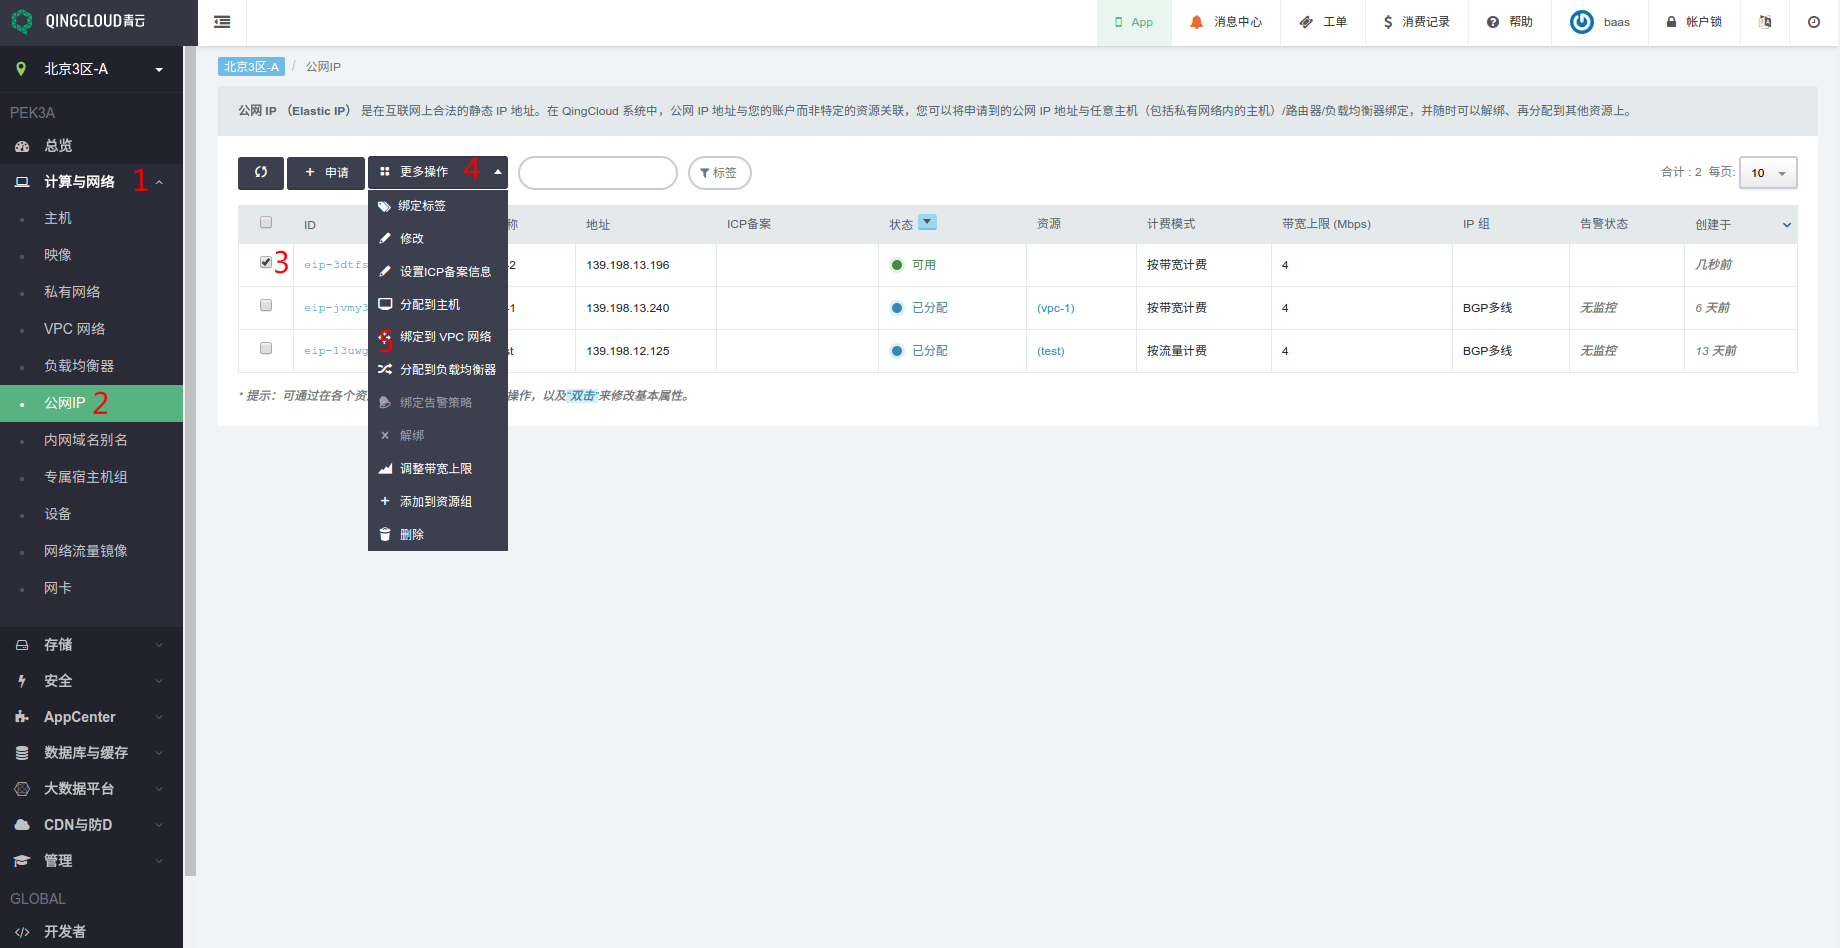 QINGCLOUD青云
App
消息中心
工单
消费记录
帮助
baas
帐户锁
北京3区-A
PEK3A
总览
计算与网络 1
主机
映像
私有网络
VPC 网络
负载均衡器
公网IP 2
内网域名别名
专属宿主机组
设备
网络流量镜像
网卡
存储
安全
AppCenter
数据库与缓存
大数据平台
CDN与防D
管理
GLOBAL
开发者
北京3区-A / 公网IP
公网 IP （Elastic IP） 是在互联网上合法的静态 IP 地址。在 QingCloud 系统中，公网 IP 地址与您的账户而非特定的资源关联，您可以将申请到的公网 IP 地址与任意主机（包括私有网络内的主机）/路由器/负载均衡器绑定，并随时可以解绑、再分配到其他资源上。
+ 申请
更多操作 4
标签
合计 : 2 每页: 10
绑定标签
修改
设置ICP备案信息
分配到主机
5 绑定到 VPC 网络
分配到负载均衡器
绑定告警策略
× 解绑
调整带宽上限
+ 添加到资源组
删除
ID 称 地址 ICP备案 状态 资源 计费模式 带宽上限 (Mbps) IP 组 告警状态 创建于
3 eip-3dtfs -2 139.198.13.196 可用 按带宽计费 4 几秒前
eip-jvmy3 -1 139.198.13.240 已分配 (vpc-1) 按带宽计费 4 BGP多线 无监控 6 天前
eip-l3uwg st 139.198.12.125 已分配 (test) 按流量计费 4 BGP多线 无监控 13 天前
* 提示：可通过在各个资 操作，以及“双击”来修改基本属性。